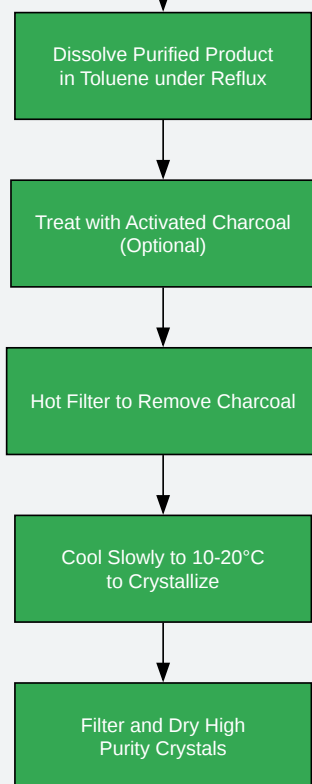 Dissolve Purified Product
in Toluene under Reflux
Treat with Activated Charcoal
(Optional)
Hot Filter to Remove Charcoal
Cool Slowly to 10-20°C
to Crystallize
Filter and Dry High
Purity Crystals